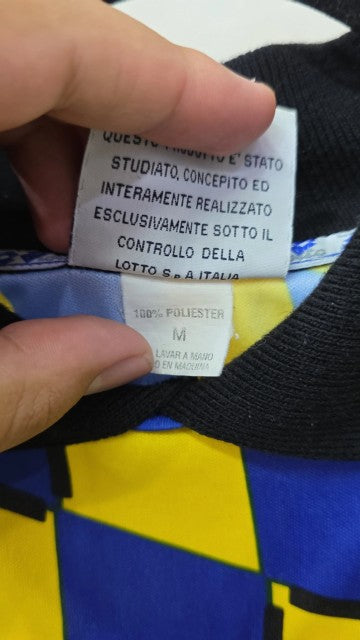 QUESTO PRODOTTO E' STATO
STUDIATO, CONCEPITO ED
INTERAMENTE REALIZZATO
ESCLUSIVAMENTE SOTTO IL
CONTROLLO DELLA
LOTTO S.p.A ITALIA
100% POLIESTER
M
LAVAR A MANO
O EN MAQUINA